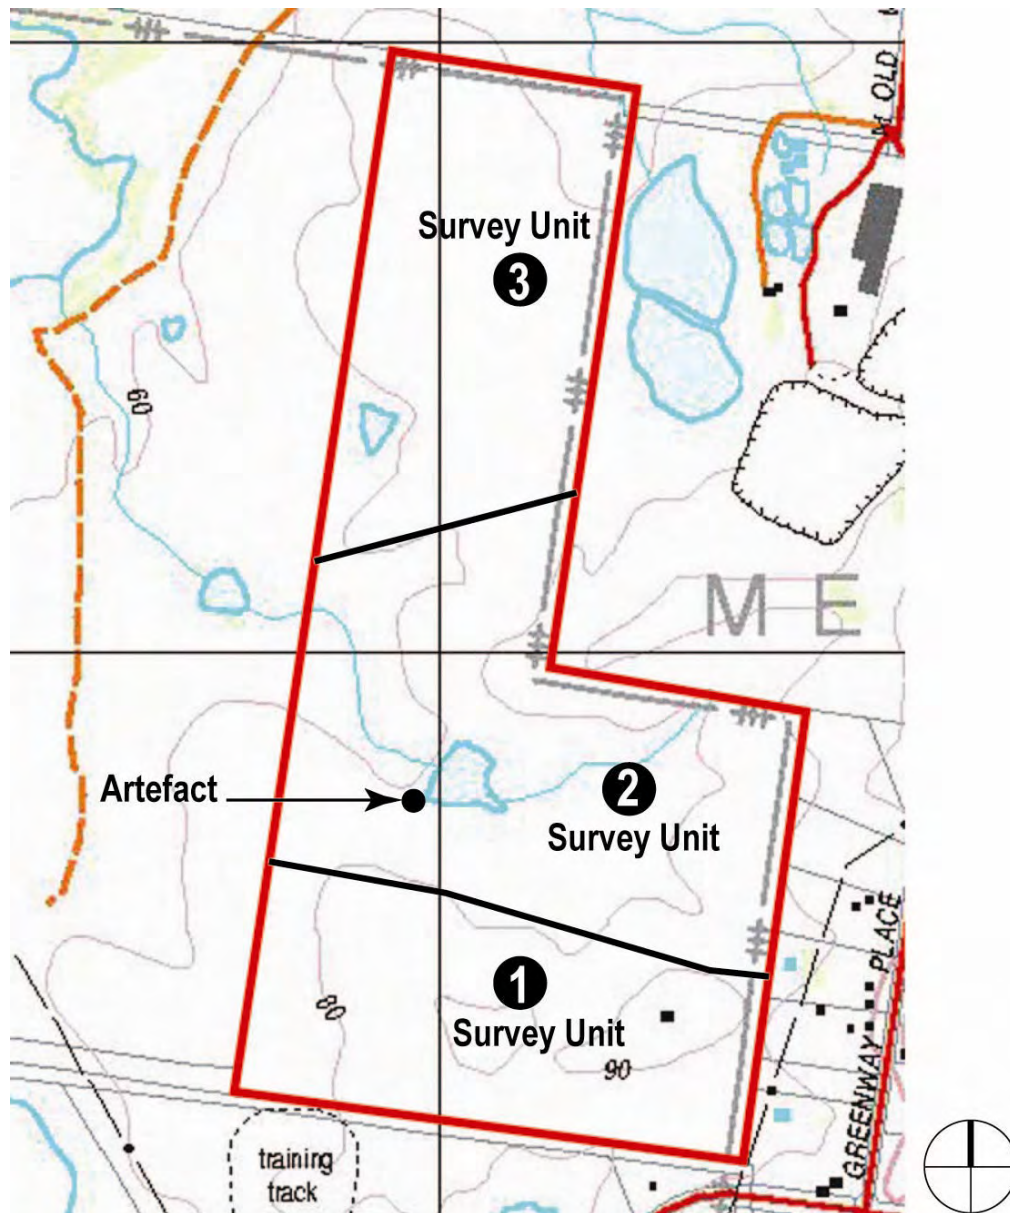 M OLD
Survey Unit
3
60
M E
Artefact
2
Survey Unit
1
Survey Unit
80
90
GREENWAY PLACE
training
track